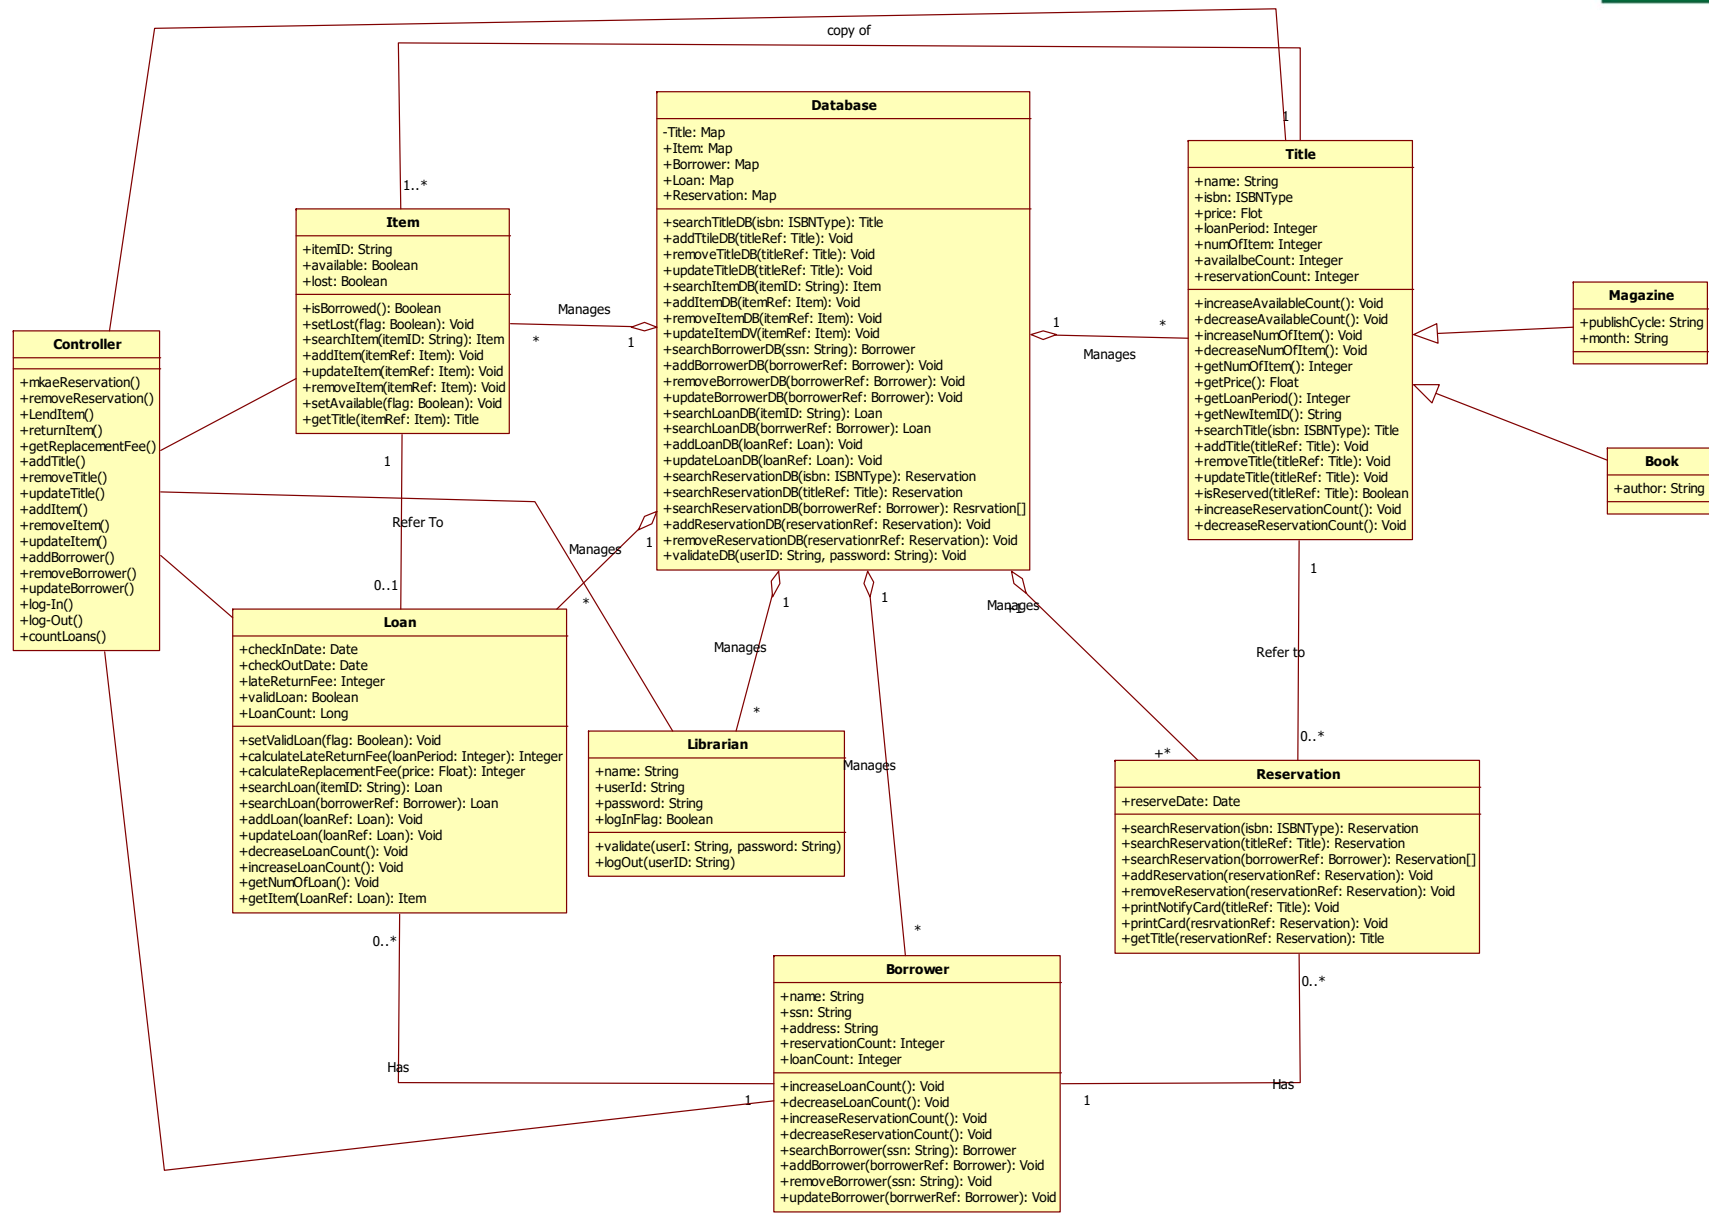 copy of
1
1..*
Database
-Title: Map
+Item: Map
+Borrower: Map
+Loan: Map
+Reservation: Map
+searchTitleDB(isbn: ISBNType): Title
+addTtileDB(titleRef: Title): Void
+removeTitleDB(titleRef: Title): Void
+updateTitleDB(titleRef: Title): Void
+searchItemDB(itemID: String): Item
+addItemDB(itemRef: Item): Void
+removeItemDB(itemRef: Item): Void
+updateItemDV(itemRef: Item): Void
+searchBorrowerDB(ssn: String): Borrower
+addBorrowerDB(borrowerRef: Borrower): Void
+removeBorrowerDB(borrowerRef: Borrower): Void
+updateBorrowerDB(borrowerRef: Borrower): Void
+searchLoanDB(itemID: String): Loan
+searchLoanDB(borrwerRef: Borrower): Loan
+addLoanDB(loanRef: Loan): Void
+updateLoanDB(loanRef: Loan): Void
+searchReservationDB(isbn: ISBNType): Reservation
+searchReservationDB(titleRef: Title): Reservation
+searchReservationDB(borrowerRef: Borrower): Resrvation[]
+addReservationDB(reservationRef: Reservation): Void
+removeReservationDB(reservationrRef: Reservation): Void
+validateDB(userID: String, password: String): Void
Title
+name: String
+isbn: ISBNType
+price: Flot
+loanPeriod: Integer
+numOfItem: Integer
+availalbeCount: Integer
+reservationCount: Integer
+increaseAvailableCount(): Void
+decreaseAvailableCount(): Void
+increaseNumOfItem(): Void
+decreaseNumOfItem(): Void
+getNumOfItem(): Integer
+getPrice(): Float
+getLoanPeriod(): Integer
+getNewItemID(): String
+searchTitle(isbn: ISBNType): Title
+addTitle(titleRef: Title): Void
+removeTitle(titleRef: Title): Void
+updateTitle(titleRef: Title): Void
+isReserved(titleRef: Title): Boolean
+increaseReservationCount(): Void
+decreaseReservationCount(): Void
Item
+itemID: String
+available: Boolean
+lost: Boolean
+isBorrowed(): Boolean
+setLost(flag: Boolean): Void
+searchItem(itemID: String): Item
+addItem(itemRef: Item): Void
+updateItem(itemRef: Item): Void
+removeItem(itemRef: Item): Void
+setAvailable(flag: Boolean): Void
+getTitle(itemRef: Item): Title
Manages
*
1
1
*
Manages
Magazine
+publishCycle: String
+month: String
Book
+author: String
Controller
+mkaeReservation()
+removeReservation()
+LendItem()
+returnItem()
+getReplacementFee()
+addTitle()
+removeTitle()
+updateTitle()
+addItem()
+removeItem()
+updateItem()
+addBorrower()
+removeBorrower()
+updateBorrower()
+log-In()
+log-Out()
+countLoans()
1
Refer To
0..1
Manages
1
*
1
Manages
*
1
Manages
*
Manages
+1
+*
1
Refer to
0..*
Loan
+checkInDate: Date
+checkOutDate: Date
+lateReturnFee: Integer
+validLoan: Boolean
+LoanCount: Long
+setValidLoan(flag: Boolean): Void
+calculateLateReturnFee(loanPeriod: Integer): Integer
+calculateReplacementFee(price: Float): Integer
+searchLoan(itemID: String): Loan
+searchLoan(borrowerRef: Borrower): Loan
+addLoan(loanRef: Loan): Void
+updateLoan(loanRef: Loan): Void
+decreaseLoanCount(): Void
+increaseLoanCount(): Void
+getNumOfLoan(): Void
+getItem(LoanRef: Loan): Item
Librarian
+name: String
+userId: String
+password: String
+logInFlag: Boolean
+validate(userI: String, password: String)
+logOut(userID: String)
Reservation
+reserveDate: Date
+searchReservation(isbn: ISBNType): Reservation
+searchReservation(titleRef: Title): Reservation
+searchReservation(borrowerRef: Borrower): Reservation[]
+addReservation(reservationRef: Reservation): Void
+removeReservation(reservationRef: Reservation): Void
+printNotifyCard(titleRef: Title): Void
+printCard(resrvationRef: Reservation): Void
+getTitle(reservationRef: Reservation): Title
0..*
Has
1
0..*
Has
1
Borrower
+name: String
+ssn: String
+address: String
+reservationCount: Integer
+loanCount: Integer
+increaseLoanCount(): Void
+decreaseLoanCount(): Void
+increaseReservationCount(): Void
+decreaseReservationCount(): Void
+searchBorrower(ssn: String): Borrower
+addBorrower(borrowerRef: Borrower): Void
+removeBorrower(ssn: String): Void
+updateBorrower(borrwerRef: Borrower): Void